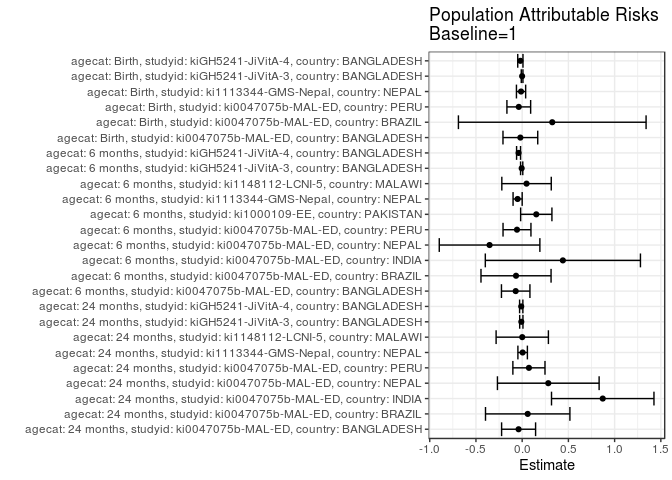 Population Attributable Risks
Baseline=1
agecat: Birth, studyid: kiGH5241-JiVitA-4, country: BANGLADESH
agecat: Birth, studyid: kiGH5241-JiVitA-3, country: BANGLADESH
agecat: Birth, studyid: ki1113344-GMS-Nepal, country: NEPAL
agecat: Birth, studyid: ki0047075b-MAL-ED, country: PERU
agecat: Birth, studyid: ki0047075b-MAL-ED, country: BRAZIL
agecat: Birth, studyid: ki0047075b-MAL-ED, country: BANGLADESH
agecat: 6 months, studyid: kiGH5241-JiVitA-4, country: BANGLADESH
agecat: 6 months, studyid: kiGH5241-JiVitA-3, country: BANGLADESH
agecat: 6 months, studyid: ki1148112-LCNI-5, country: MALAWI
agecat: 6 months, studyid: ki1113344-GMS-Nepal, country: NEPAL
agecat: 6 months, studyid: ki1000109-EE, country: PAKISTAN
agecat: 6 months, studyid: ki0047075b-MAL-ED, country: PERU
agecat: 6 months, studyid: ki0047075b-MAL-ED, country: NEPAL
agecat: 6 months, studyid: ki0047075b-MAL-ED, country: INDIA
agecat: 6 months, studyid: ki0047075b-MAL-ED, country: BRAZIL
agecat: 6 months, studyid: ki0047075b-MAL-ED, country: BANGLADESH
agecat: 24 months, studyid: kiGH5241-JiVitA-4, country: BANGLADESH
agecat: 24 months, studyid: kiGH5241-JiVitA-3, country: BANGLADESH
agecat: 24 months, studyid: ki1148112-LCNI-5, country: MALAWI
agecat: 24 months, studyid: ki1113344-GMS-Nepal, country: NEPAL
agecat: 24 months, studyid: ki0047075b-MAL-ED, country: PERU
agecat: 24 months, studyid: ki0047075b-MAL-ED, country: NEPAL
agecat: 24 months, studyid: ki0047075b-MAL-ED, country: INDIA
agecat: 24 months, studyid: ki0047075b-MAL-ED, country: BRAZIL
agecat: 24 months, studyid: ki0047075b-MAL-ED, country: BANGLADESH
-1.0 -0.5 0.0 0.5 1.0 1.5
Estimate